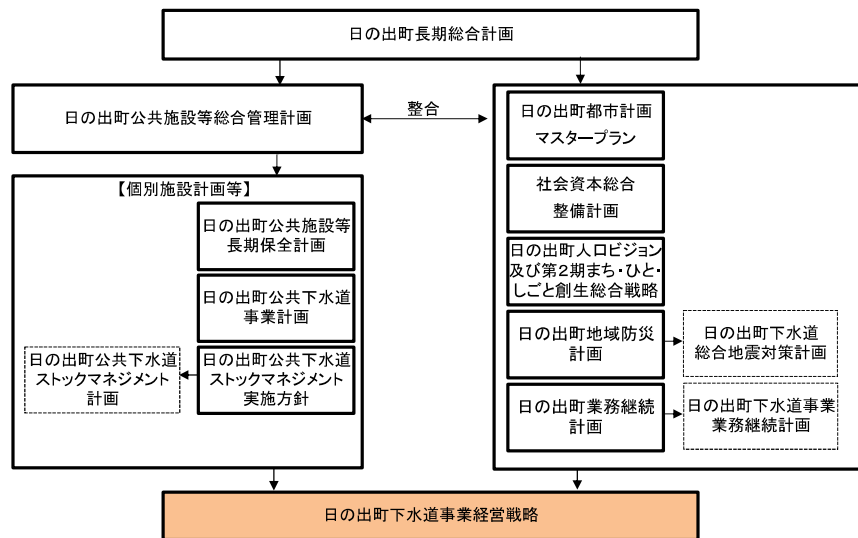 日の出町長期総合計画
日の出町公共施設等総合管理計画
整合
【個別施設計画等】
日の出町公共施設等
長期保全計画
日の出町公共下水道
事業計画
日の出町公共下水道
ストックマネジメント
実施方針
日の出町公共下水道
ストックマネジメント
計画
日の出町都市計画
マスタープラン
社会資本総合
整備計画
日の出町人口ビジョン
及び第2期まち・ひと・
しごと創生総合戦略
日の出町地域防災
計画
日の出町下水道
総合地震対策計画
日の出町業務継続
計画
日の出町下水道事業
業務継続計画
日の出町下水道事業経営戦略